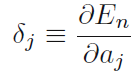 δ_j ≡ ∂E_n / ∂a_j